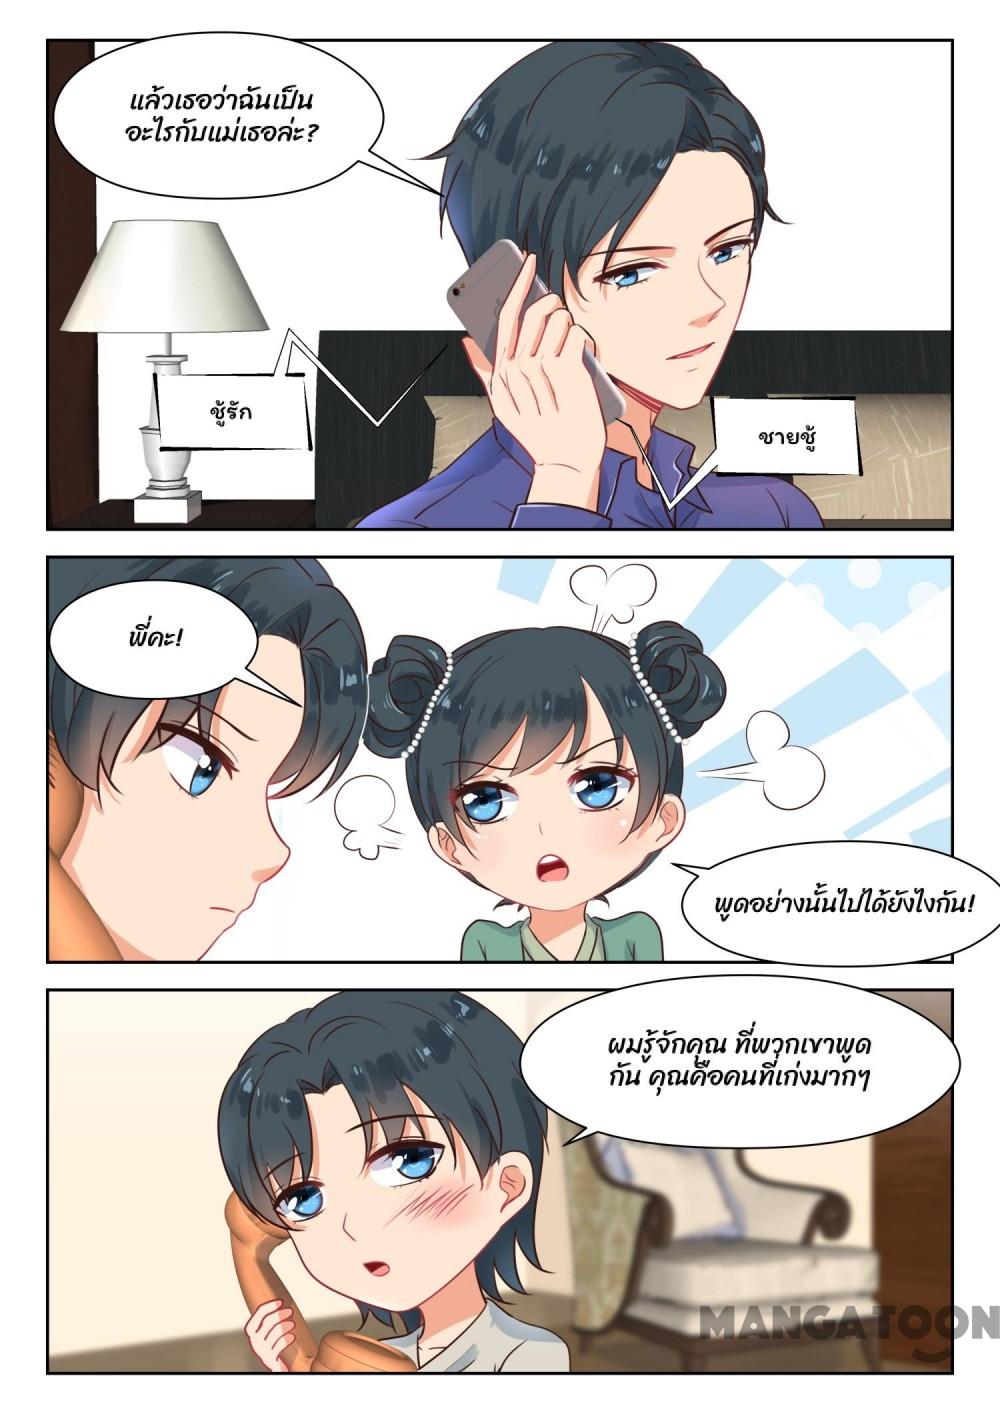 แล้วเธอว่าฉันเป็น
อะไรกับแม่เธอล่ะ?
ชู้รัก
ชายชู้
พี่คะ!
พูดอย่างนั้นไปได้ยังไงกัน!
ผมรู้จักคุณ ที่พวกเขาพูด
กัน คุณคือคนที่เก่งมากๆ
MANGATOON